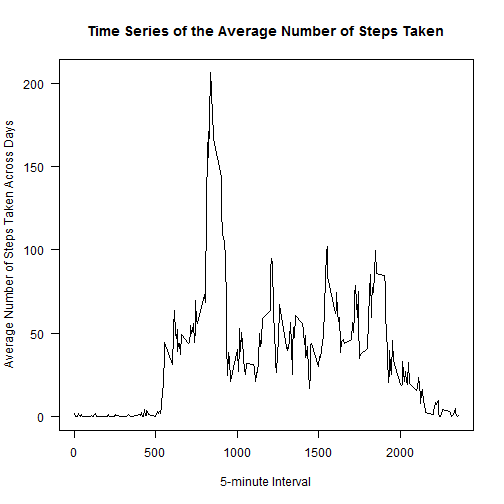 Time Series of the Average Number of Steps Taken
Average Number of Steps Taken Across Days
200
150
100
50
0
0 500 1000 1500 2000
5-minute Interval